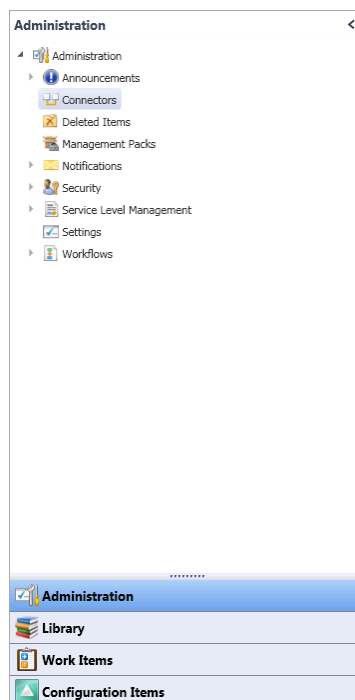 Administration
Administration
Announcements
Connectors
Deleted Items
Management Packs
Notifications
Security
Service Level Management
Settings
Workflows
Administration
Library
Work Items
Configuration Items